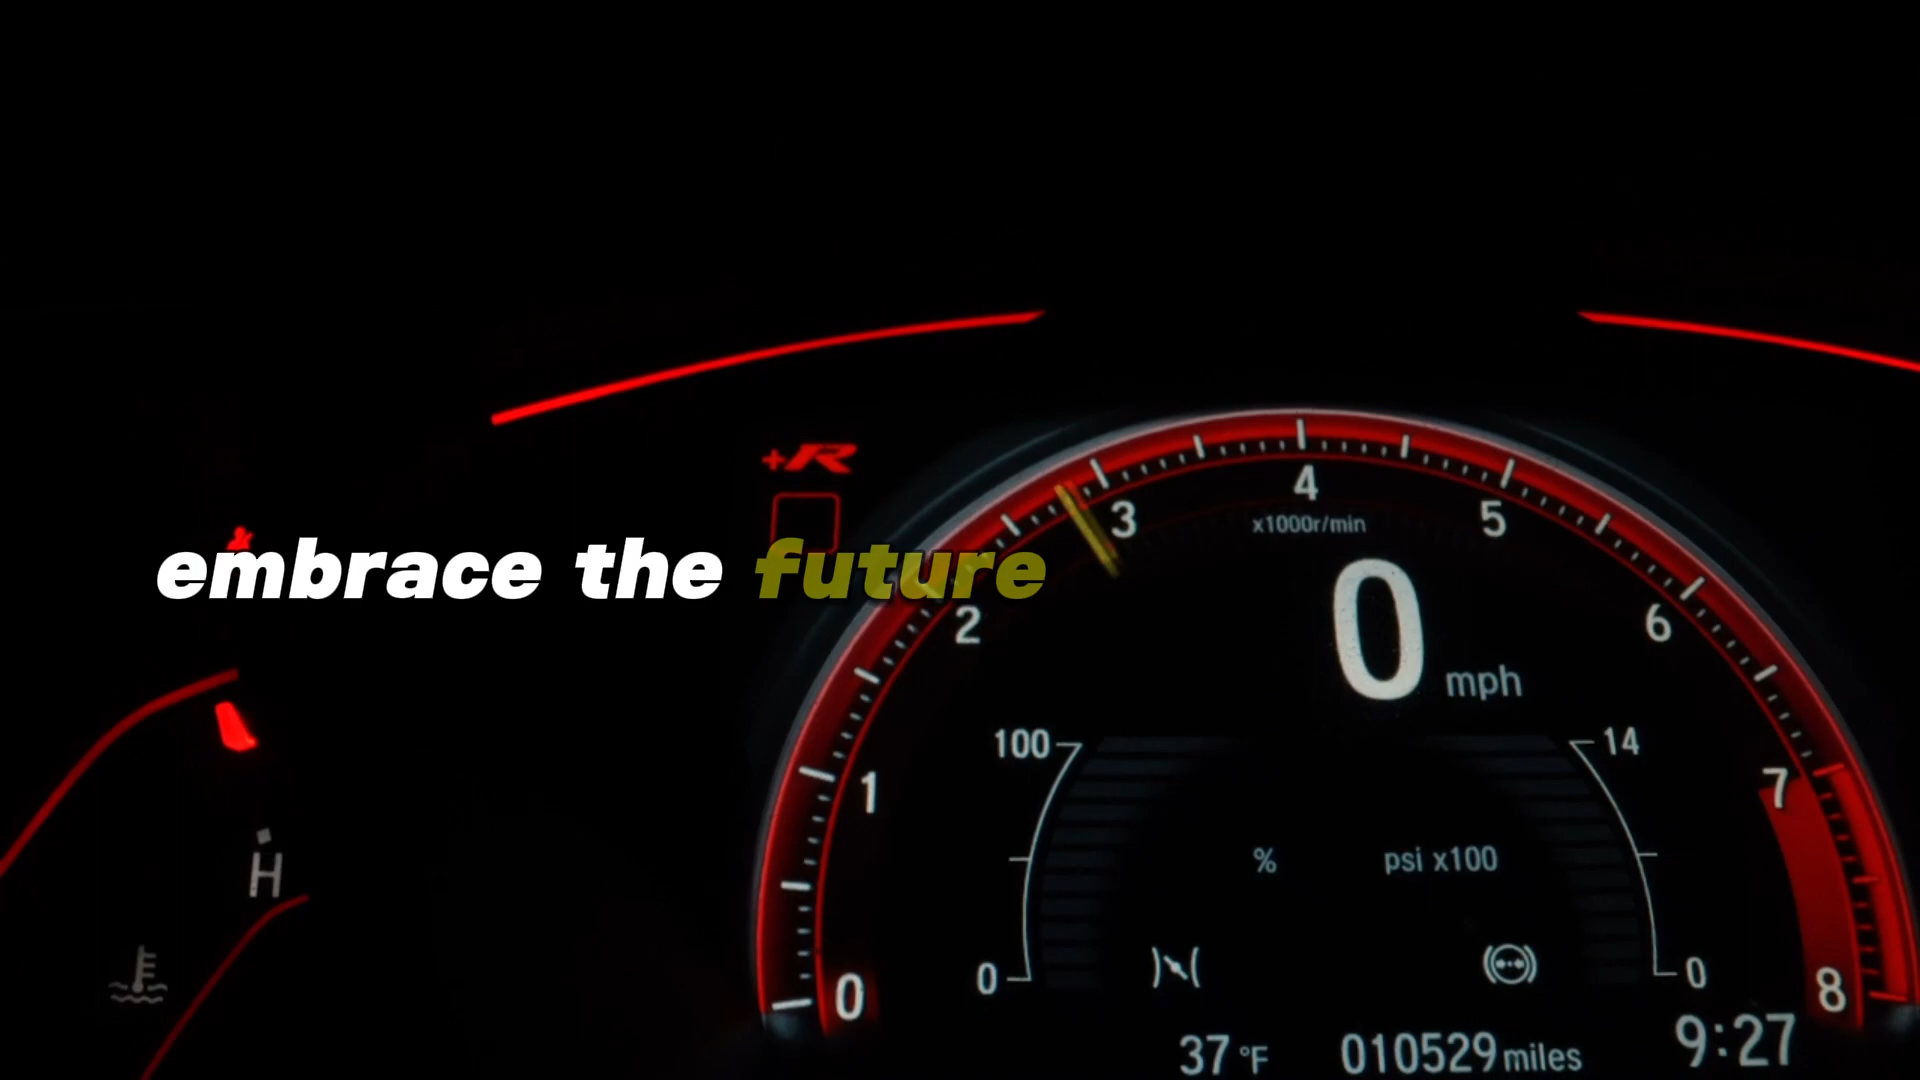 +R
4
3
5
x1000r/min
embrace the future
2
0 mph
6
100
14
1
7
%
psi x100
H
0
0
0
8
37 °F
010529 miles
9:27